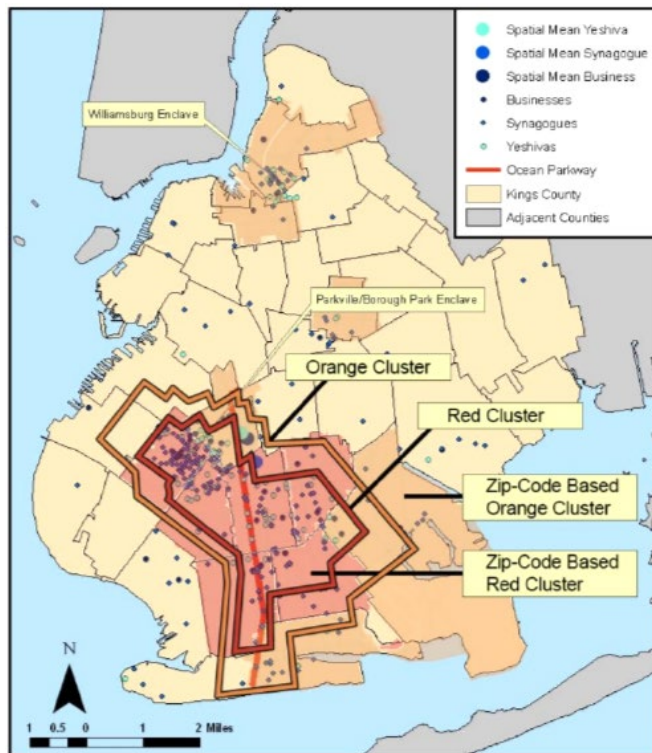 Spatial Mean Yeshiva
Spatial Mean Synagogue
Spatial Mean Business
Businesses
Synagogues
Yeshivas
Ocean Parkway
Kings County
Adjacent Counties
Williamsburg Enclave
Parkville/Borough Park Enclave
Orange Cluster
Red Cluster
Zip-Code Based
Orange Cluster
Zip-Code Based
Red Cluster
N
1 0.5 0 1 2 Miles